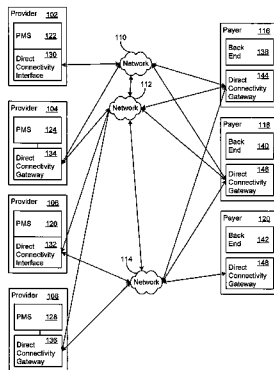 Provider 102
PMS 122
Direct 130
Connectivity
Interface
Provider 104
PMS 124
Direct
Connectivity
134
Gateway
Provider 106
PMS 126
Direct
Connectivity
132
Interface
Provider 108
PMS 128
Direct
Connectivity
136
Gateway
110
Network
112
Network
114
Network
Payer 116
Back 138
End
Direct 144
Connectivity
Gateway
Payer 118
Back 140
End
Direct 146
Connectivity
Gateway
Payer 120
Back 142
End
Direct 148
Connectivity
Gateway